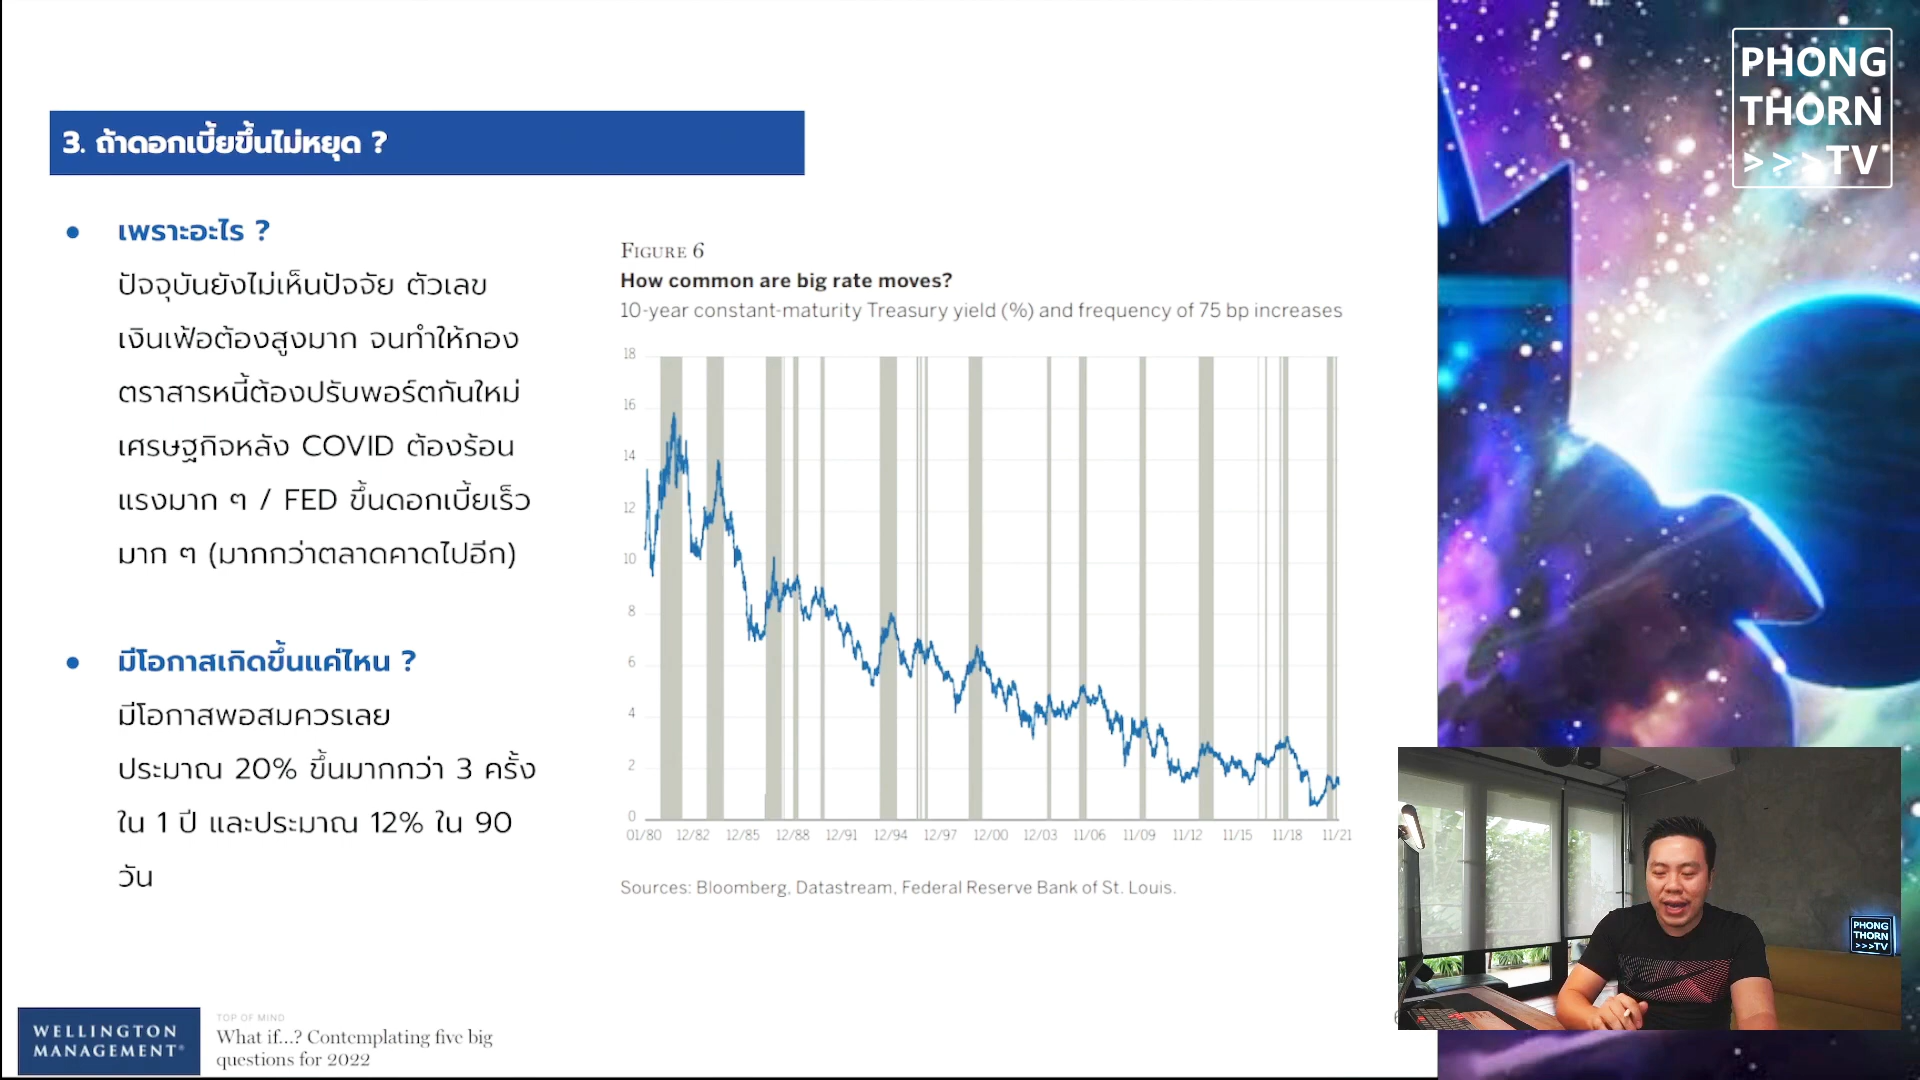 PHONG
THORN
>>>TV
3. ถ้าดอกเบี้ยขึ้นไม่หยุด ?
เพราะอะไร ?
ปัจจุบันยังไม่เห็นปัจจัย ตัวเลข
เงินเฟ้อต้องสูงมาก จนทำให้กอง
ตราสารหนี้ต้องปรับพอร์ตกันใหม่
เศรษฐกิจหลัง COVID ต้องร้อน
แรงมาก ๆ / FED ขึ้นดอกเบี้ยเร็ว
มาก ๆ (มากกว่าตลาดคาดไปอีก)
มีโอกาสเกิดขึ้นแค่ไหน ?
มีโอกาสพอสมควรเลย
ประมาณ 20% ขึ้นมากกว่า 3 ครั้ง
ใน 1 ปี และประมาณ 12% ใน 90
วัน
FIGURE 6
How common are big rate moves?
10-year constant-maturity Treasury yield (%) and frequency of 75 bp increases
18
16
14
12
10
8
6
4
2
0
01/80 12/82 12/85 12/88 12/91 12/94 12/97 12/00 12/03 11/06 11/09 11/12 11/15 11/18 11/21
Sources: Bloomberg, Datastream, Federal Reserve Bank of St. Louis.
PHONG
THORN
>>>TV
WELLINGTON
MANAGEMENT®
TOP OF MIND
What if...? Contemplating five big
questions for 2022